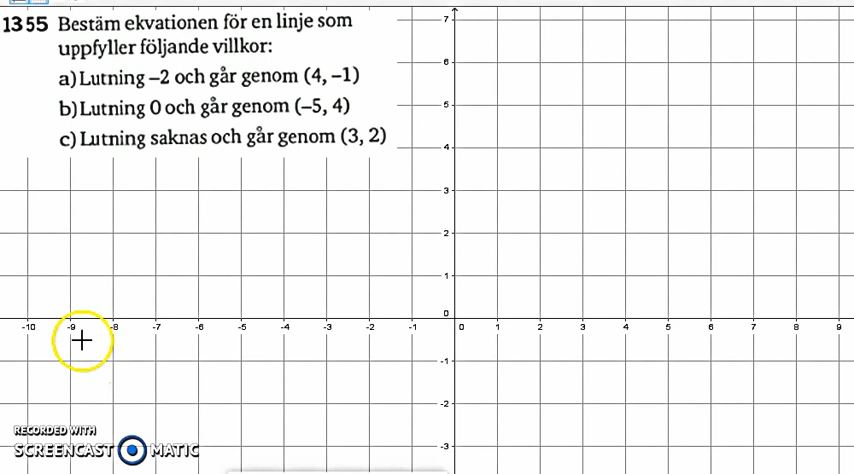 1355 Bestäm ekvationen för en linje som
uppfyller följande villkor:
a) Lutning –2 och går genom (4, –1)
b) Lutning 0 och går genom (–5, 4)
c) Lutning saknas och går genom (3, 2)
7
6
5
4
3
2
1
0
-10 -9 -8 -7 -6 -5 -4 -3 -2 -1 0 1 2 3 4 5 6 7 8 9
-1
-2
-3
RECORDED WITH
SCREENCAST MATIC